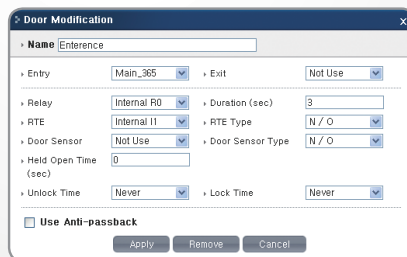 Door Modification x
Name Enterence
Entry Main_365 Exit Not Use
Relay Internal R0 Duration (sec) 3
RTE Internal I1 RTE Type N / O
Door Sensor Not Use Door Sensor Type N / O
Held Open Time (sec) 0
Unlock Time Never Lock Time Never
Use Anti-passback
Apply Remove Cancel